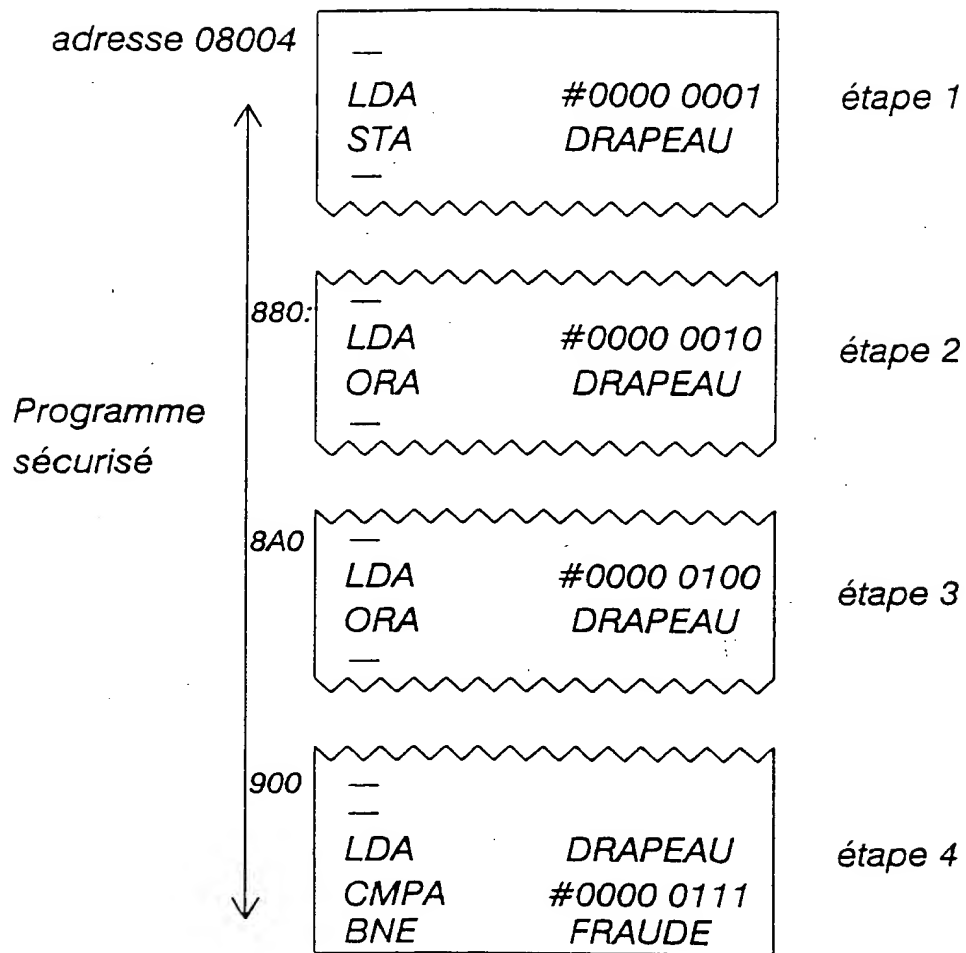 adresse 08004
—
LDA #0000 0001 étape 1
STA DRAPEAU
—
880: —
LDA #0000 0010 étape 2
ORA DRAPEAU
—
Programme
sécurisé
8A0 —
LDA #0000 0100 étape 3
ORA DRAPEAU
—
900 —
—
LDA DRAPEAU étape 4
CMPA #0000 0111
BNE FRAUDE